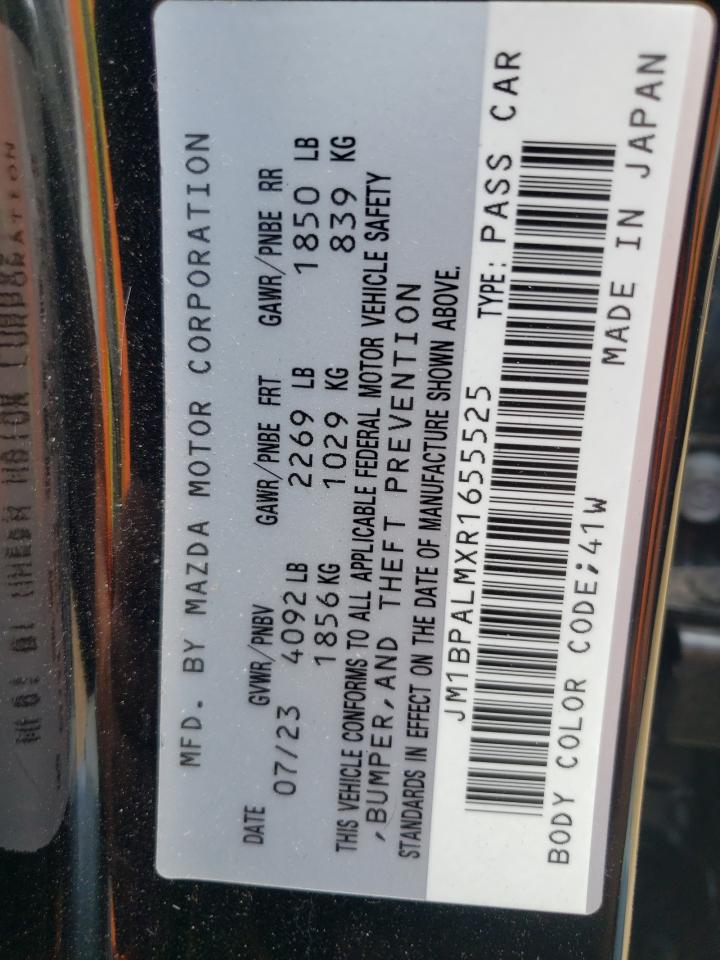 MFD. BY MAZDA MOTOR CORPORATION
DATE GVWR/PNBV GAWR/PNBE FRT GAWR/PNBE RR
07/23 4092 LB 2269 LB 1850 LB
1856KG 1029 KG 839 KG
THIS VEHICLE CONFORMS TO ALL APPLICABLE FEDERAL MOTOR VEHICLE SAFETY
,BUMPER,AND THEFT PREVENTION
STANDARDS IN EFFECT ON THE DATE OF MANUFACTURE SHOWN ABOVE.
JM1BPALMXR1655525 TYPE: PASS CAR
BODY COLOR CODE;41W MADE IN JAPAN